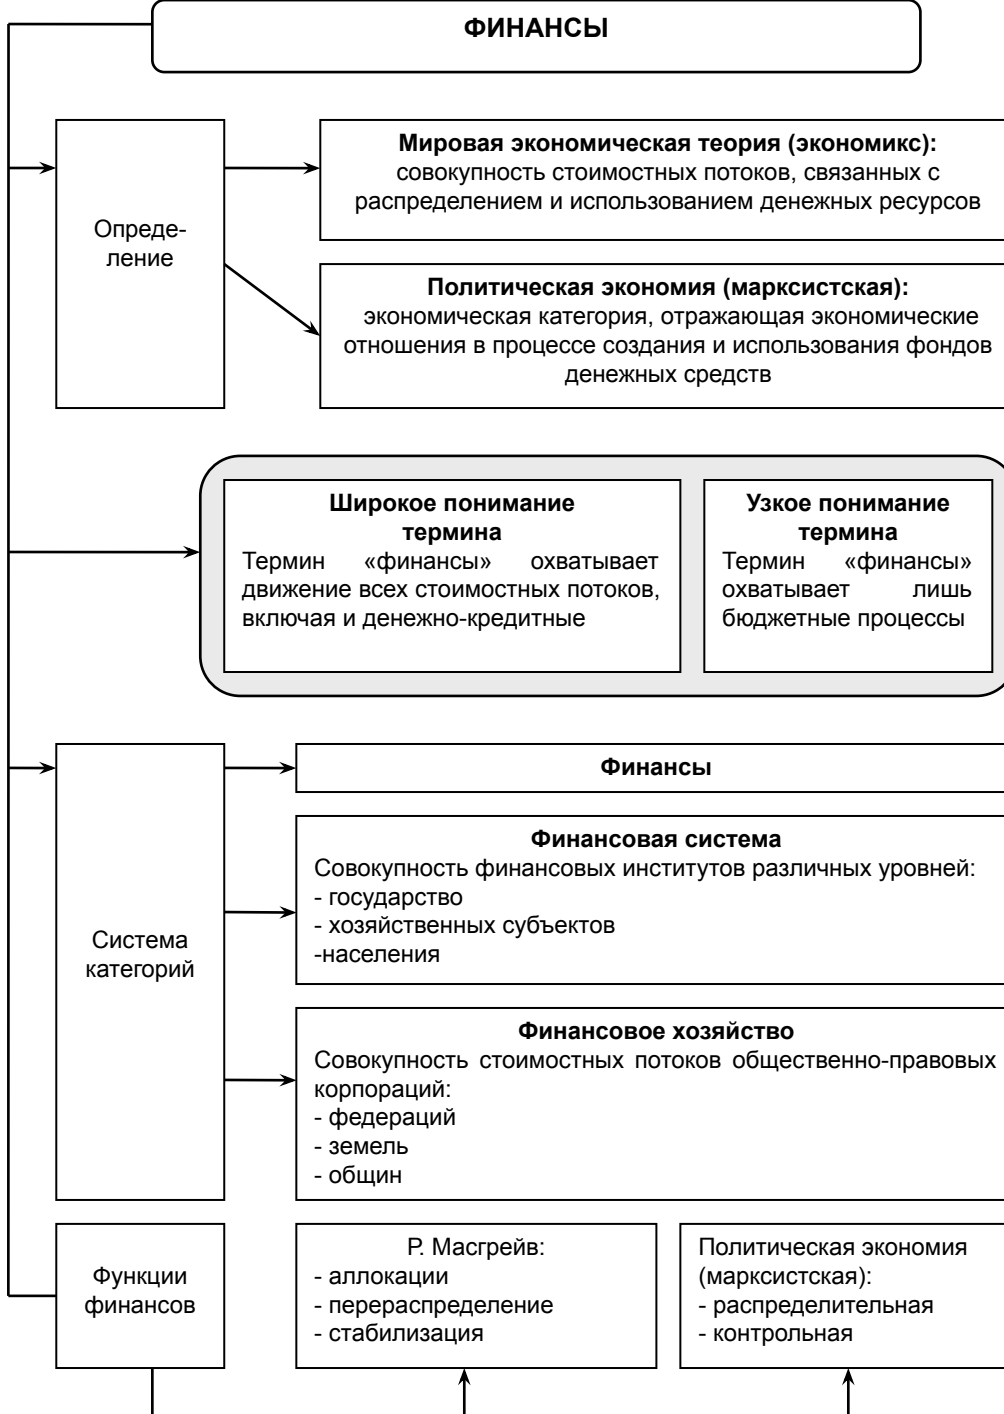 ФИНАНСЫ
Опреде-
ление
Мировая экономическая теория (экономикс):
совокупность стоимостных потоков, связанных с
распределением и использованием денежных ресурсов
Политическая экономия (марксистская):
экономическая категория, отражающая экономические
отношения в процессе создания и использования фондов
денежных средств
Широкое понимание
термина
Термин «финансы» охватывает
движение всех стоимостных потоков,
включая и денежно-кредитные
Узкое понимание
термина
Термин «финансы»
охватывает лишь
бюджетные процессы
Система
категорий
Финансы
Финансовая система
Совокупность финансовых институтов различных уровней:
- государство
- хозяйственных субъектов
-населения
Финансовое хозяйство
Совокупность стоимостных потоков общественно-правовых
корпораций:
- федераций
- земель
- общин
Функции
финансов
Р. Масгрейв:
- аллокации
- перераспределение
- стабилизация
Политическая экономия
(марксистская):
- распределительная
- контрольная